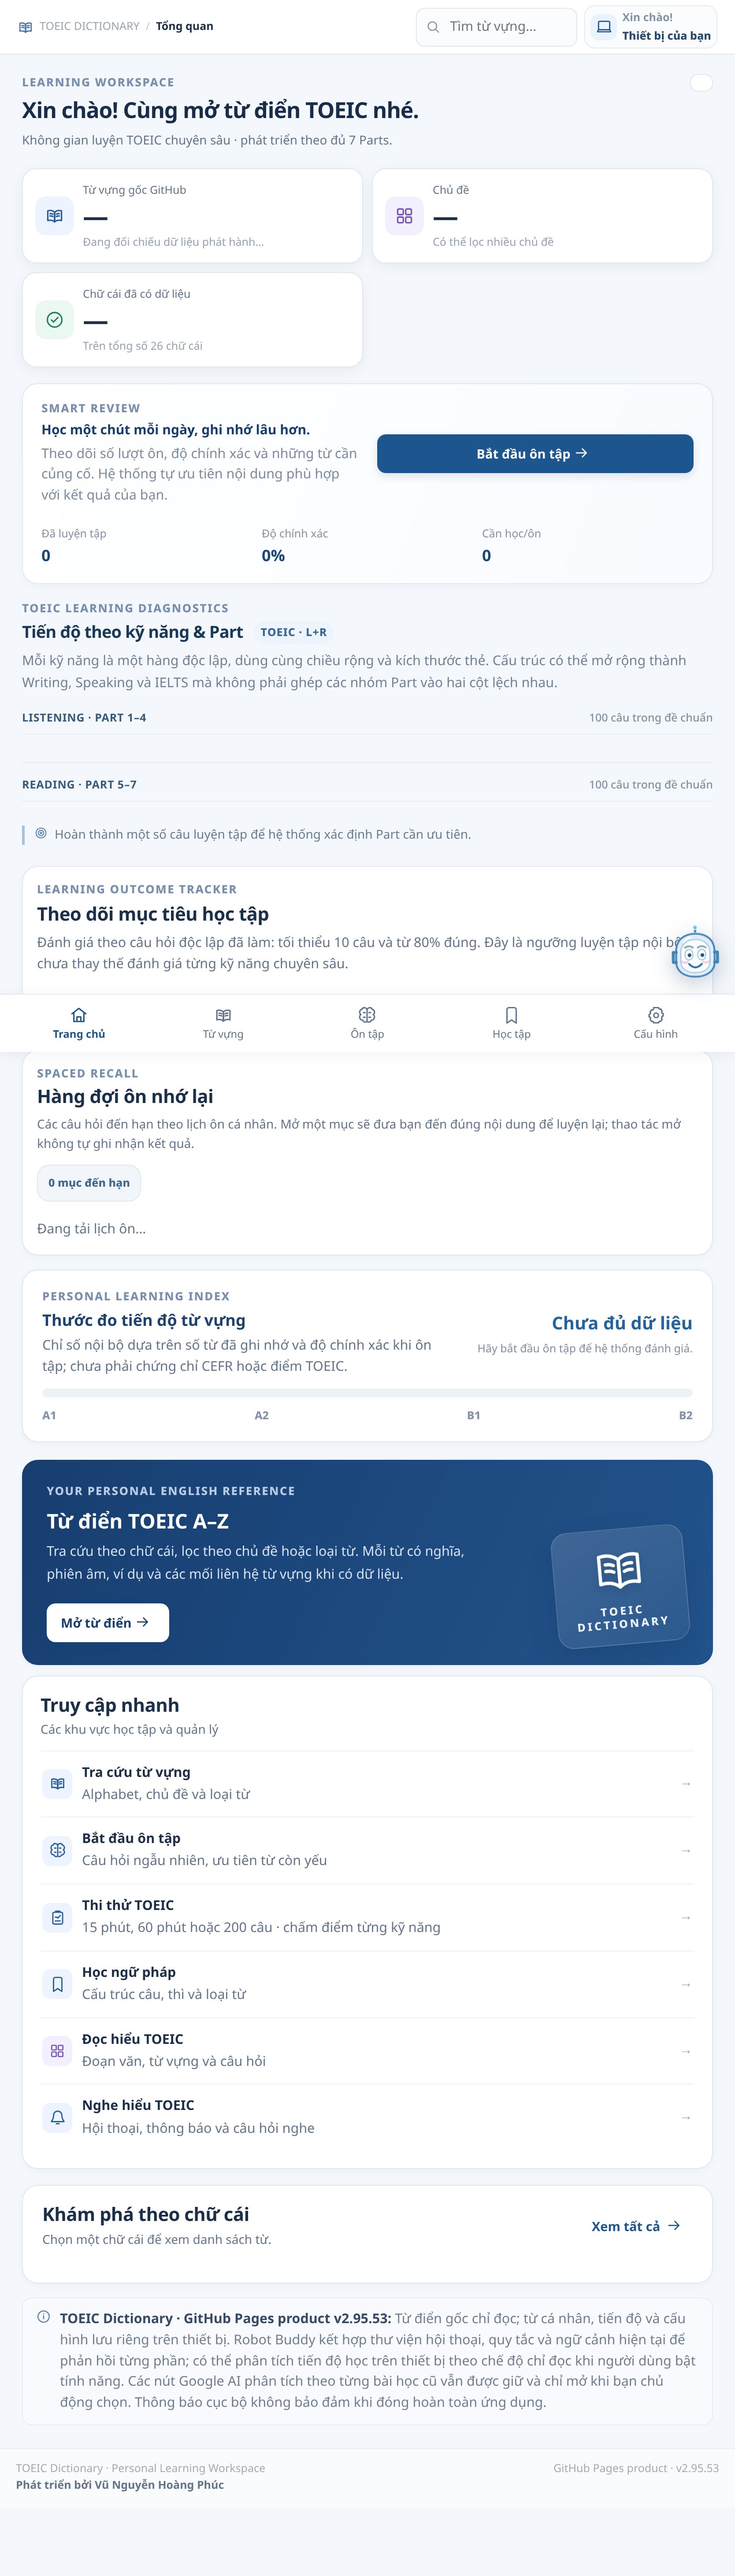 TOEIC DICTIONARY / Tổng quan
Tìm từ vựng...
Xin chào!
Thiết bị của bạn
LEARNING WORKSPACE
Xin chào! Cùng mở từ điển TOEIC nhé.
Không gian luyện TOEIC chuyên sâu · phát triển theo đủ 7 Parts.
Từ vựng gốc GitHub
—
Đang đối chiếu dữ liệu phát hành...
Chủ đề
—
Có thể lọc nhiều chủ đề
Chữ cái đã có dữ liệu
—
Trên tổng số 26 chữ cái
SMART REVIEW
Học một chút mỗi ngày, ghi nhớ lâu hơn.
Theo dõi số lượt ôn, độ chính xác và những từ cần
củng cố. Hệ thống tự ưu tiên nội dung phù hợp
với kết quả của bạn.
Bắt đầu ôn tập →
Đã luyện tập
0
Độ chính xác
0%
Cần học/ôn
0
TOEIC LEARNING DIAGNOSTICS
Tiến độ theo kỹ năng & Part TOEIC · L+R
Mỗi kỹ năng là một hàng độc lập, dùng cùng chiều rộng và kích thước thẻ. Cấu trúc có thể mở rộng thành
Writing, Speaking và IELTS mà không phải ghép các nhóm Part vào hai cột lệch nhau.
LISTENING · PART 1–4 100 câu trong đề chuẩn
READING · PART 5–7 100 câu trong đề chuẩn
Hoàn thành một số câu luyện tập để hệ thống xác định Part cần ưu tiên.
LEARNING OUTCOME TRACKER
Theo dõi mục tiêu học tập
Đánh giá theo câu hỏi độc lập đã làm: tối thiểu 10 câu và từ 80% đúng. Đây là ngưỡng luyện tập nội
chưa thay thế đánh giá từng kỹ năng chuyên sâu.
Trang chủ
Từ vựng
Ôn tập
Học tập
Cấu hình
SPACED RECALL
Hàng đợi ôn nhớ lại
Các câu hỏi đến hạn theo lịch ôn cá nhân. Mở một mục sẽ đưa bạn đến đúng nội dung để luyện lại; thao tác mở
không tự ghi nhận kết quả.
0 mục đến hạn
Đang tải lịch ôn...
PERSONAL LEARNING INDEX
Thước đo tiến độ từ vựng
Chỉ số nội bộ dựa trên số từ đã ghi nhớ và độ chính xác khi ôn
tập; chưa phải chứng chỉ CEFR hoặc điểm TOEIC.
Chưa đủ dữ liệu
Hãy bắt đầu ôn tập để hệ thống đánh giá.
A1 A2 B1 B2
YOUR PERSONAL ENGLISH REFERENCE
Từ điển TOEIC A–Z
Tra cứu theo chữ cái, lọc theo chủ đề hoặc loại từ. Mỗi từ có nghĩa,
phiên âm, ví dụ và các mối liên hệ từ vựng khi có dữ liệu.
Mở từ điển →
TOEIC
DICTIONARY
Truy cập nhanh
Các khu vực học tập và quản lý
Tra cứu từ vựng
Alphabet, chủ đề và loại từ →
Bắt đầu ôn tập
Câu hỏi ngẫu nhiên, ưu tiên từ còn yếu →
Thi thử TOEIC
15 phút, 60 phút hoặc 200 câu · chấm điểm từng kỹ năng →
Học ngữ pháp
Cấu trúc câu, thì và loại từ →
Đọc hiểu TOEIC
Đoạn văn, từ vựng và câu hỏi →
Nghe hiểu TOEIC
Hội thoại, thông báo và câu hỏi nghe →
Khám phá theo chữ cái
Chọn một chữ cái để xem danh sách từ.
Xem tất cả →
TOEIC Dictionary · GitHub Pages product v2.95.53: Từ điển gốc chỉ đọc; từ cá nhân, tiến độ và cấu
hình lưu riêng trên thiết bị. Robot Buddy kết hợp thư viện hội thoại, quy tắc và ngữ cảnh hiện tại để
phản hồi từng phần; có thể phân tích tiến độ học trên thiết bị theo chế độ chỉ đọc khi người dùng bật
tính năng. Các nút Google AI phân tích theo từng bài học cũ vẫn được giữ và chỉ mở khi bạn chủ
động chọn. Thông báo cục bộ không bảo đảm khi đóng hoàn toàn ứng dụng.
TOEIC Dictionary · Personal Learning Workspace
Phát triển bởi Vũ Nguyễn Hoàng Phúc
GitHub Pages product · v2.95.53